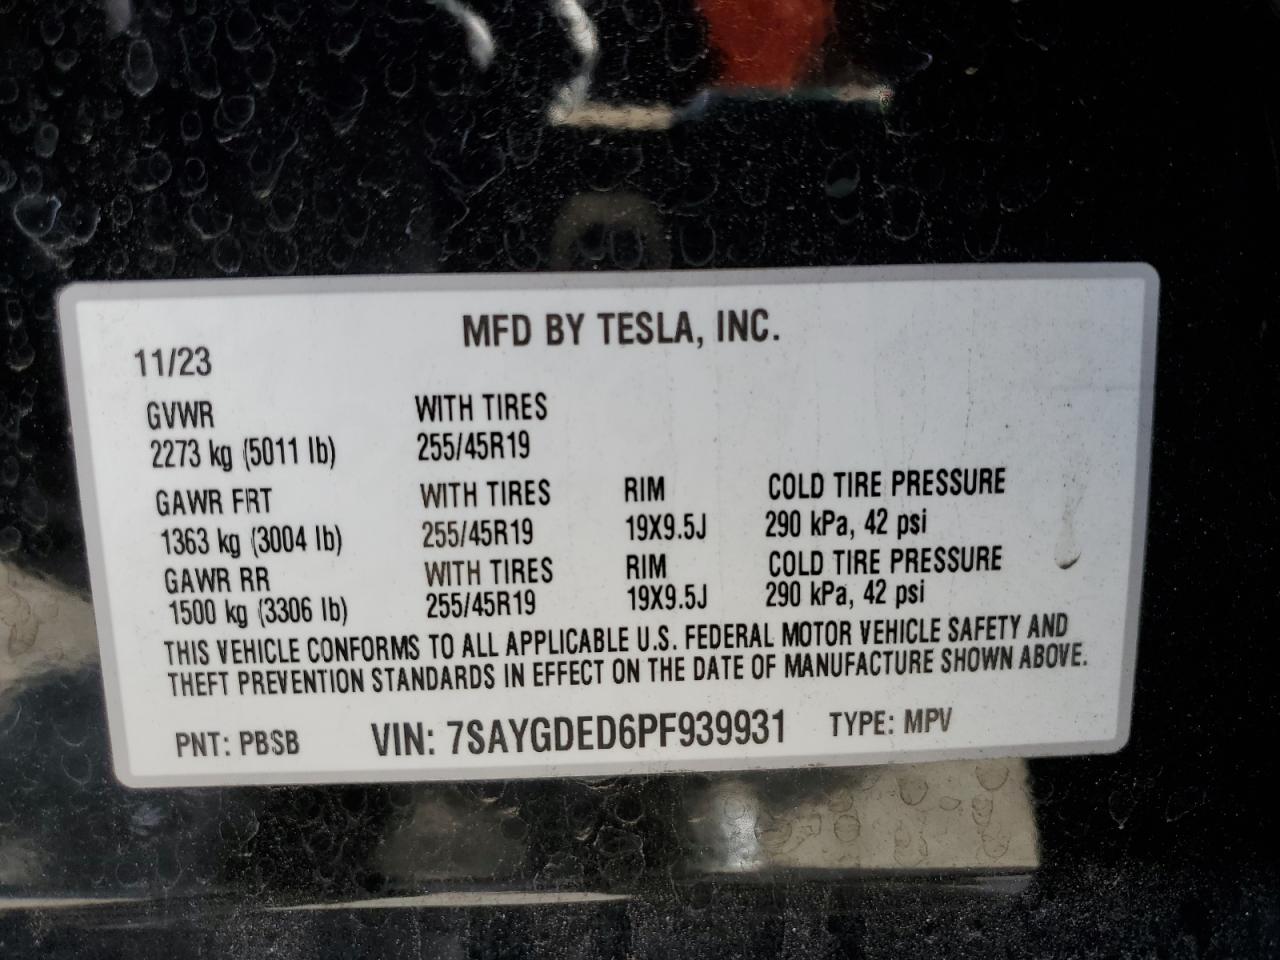 MFD BY TESLA, INC.
11/23
GVWR WITH TIRES
2273 kg (5011 lb) 255/45R19
GAWR FRT WITH TIRES RIM COLD TIRE PRESSURE
1363 kg (3004 lb) 255/45R19 19X9.5J 290 kPa, 42 psi
GAWR RR WITH TIRES RIM COLD TIRE PRESSURE
1500 kg (3306 lb) 255/45R19 19X9.5J 290 kPa, 42 psi
THIS VEHICLE CONFORMS TO ALL APPLICABLE U.S. FEDERAL MOTOR VEHICLE SAFETY AND
THEFT PREVENTION STANDARDS IN EFFECT ON THE DATE OF MANUFACTURE SHOWN ABOVE.
PNT: PBSB VIN: 7SAYGDED6PF939931 TYPE: MPV